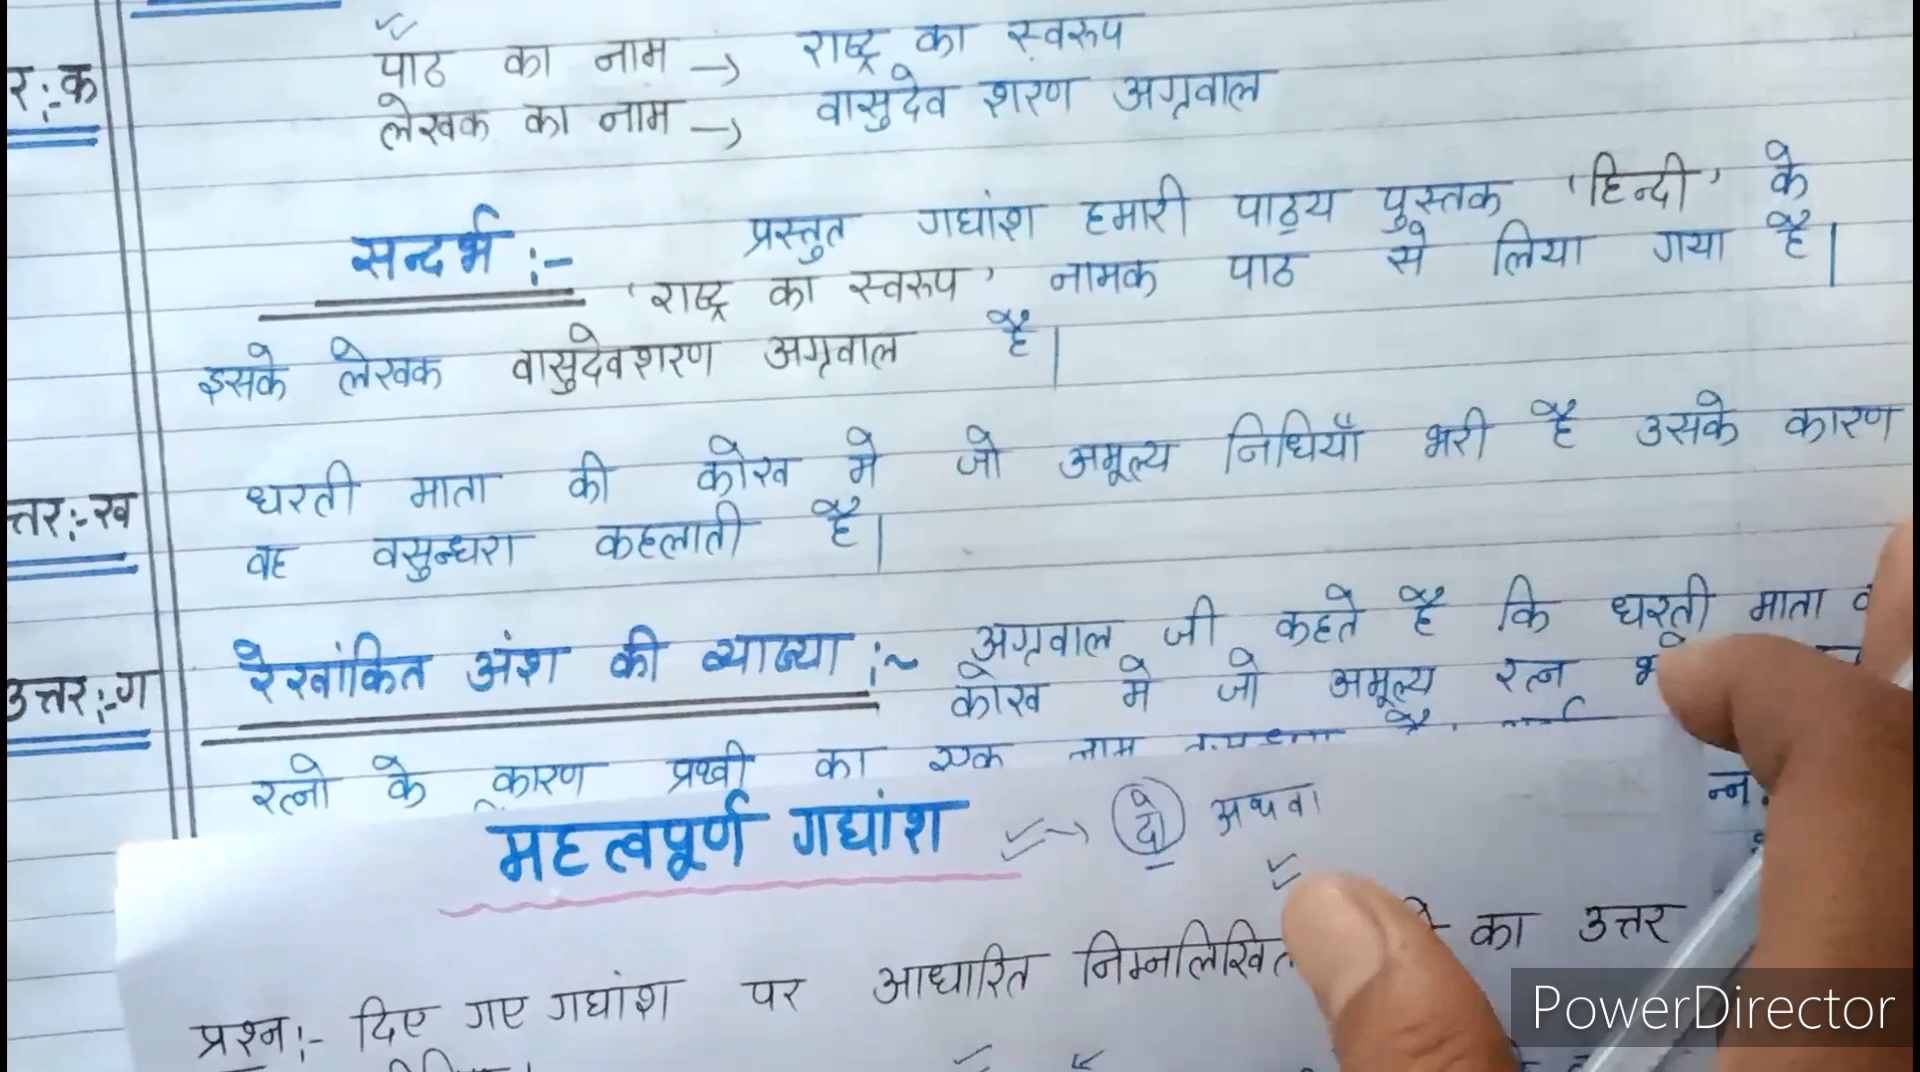 पाठ का नाम → राष्ट्र का स्वरूप
र:-क
लेखक का नाम → वासुदेव शरण अग्रवाल
सन्दर्भ :- प्रस्तुत गद्यांश हमारी पाठ्य पुस्तक 'हिन्दी' के
'राष्ट्र का स्वरूप' नामक पाठ से लिया गया है।
इसके लेखक वासुदेवशरण अग्रवाल है।
त्तर:-ख धरती माता की कोख मे जो अमूल्य निधियाँ भरी है उसके कारण
वह वसुन्धरा कहलाती है।
उत्तर:-ग रेखांकित अंश की व्याख्या :~ अग्रवाल जी कहते है कि धरती माता
कोख मे जो अमूल्य रत्न
रत्नो के कारण प्रथ्वी का एक नाम
महत्वपूर्ण गद्यांश → दो अथवा
प्रश्न:- दिए गए गद्यांश पर आधारित निम्नलिखित का उत्तर
PowerDirector